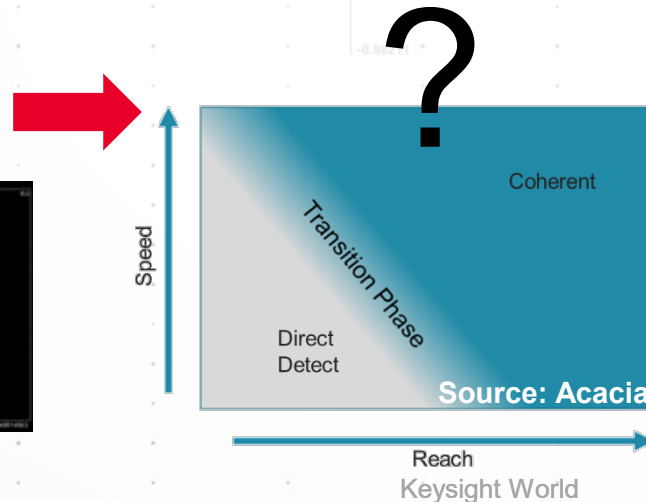 ?
Coherent
Transition Phase
Speed
Direct
Detect
Source: Acacia
Reach
Keysight World